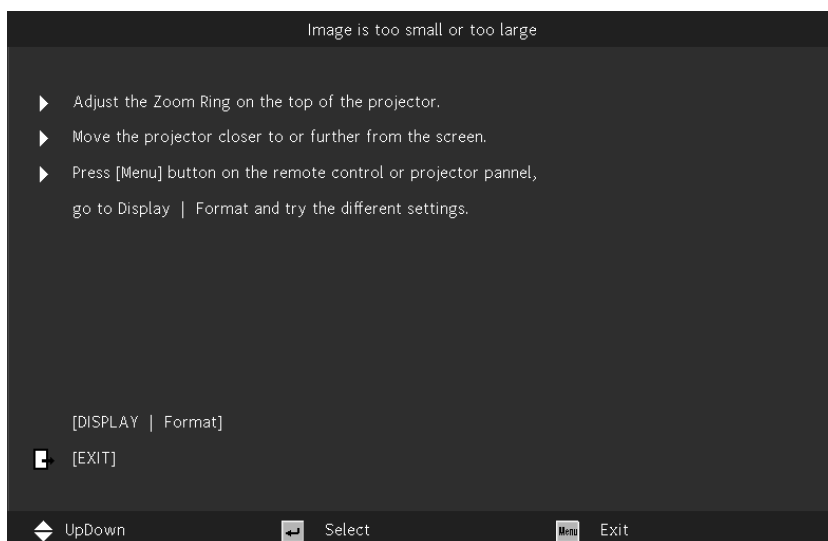 Image is too small or too large
Adjust the Zoom Ring on the top of the projector.
Move the projector closer to or further from the screen.
Press [Menu] button on the remote control or projector pannel,
go to Display | Format and try the different settings.
[DISPLAY | Format]
[EXIT]
UpDown Select Menu Exit